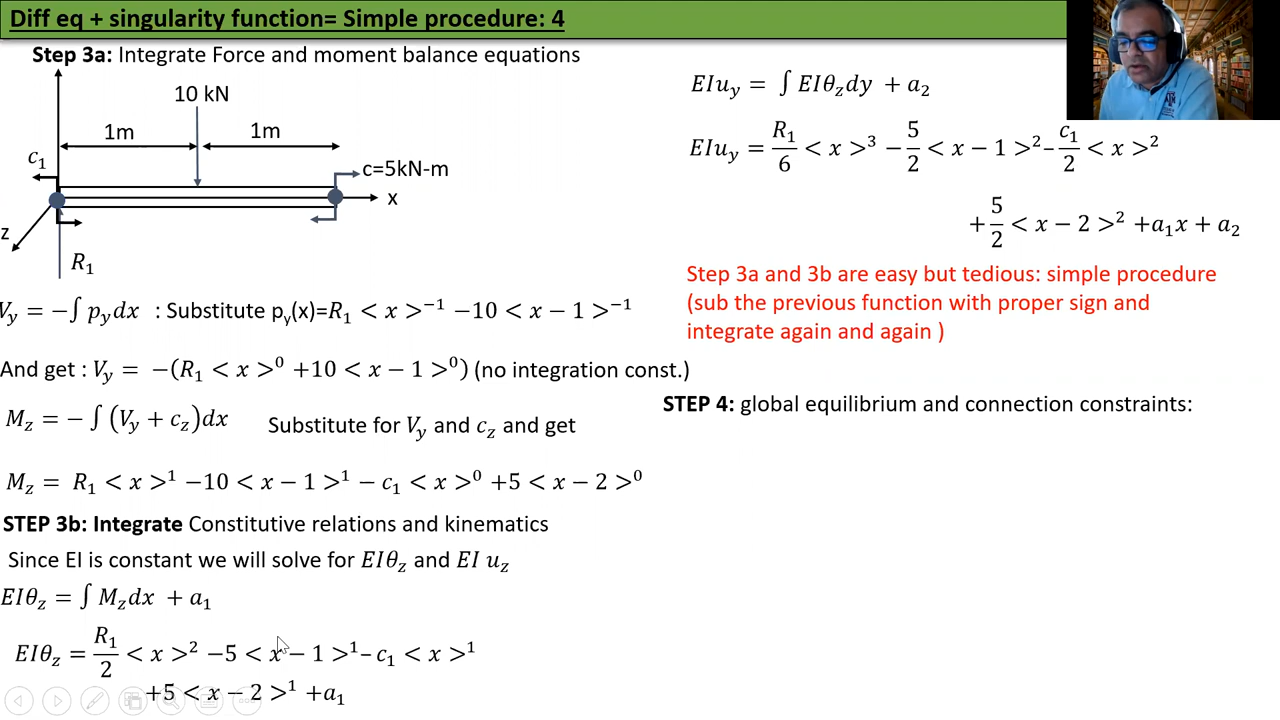 Diff eq + singularity function= Simple procedure: 4
Step 3a: Integrate Force and moment balance equations
10 kN
1m
1m
c₁
c=5kN-m
x
z
R₁
V_y = −∫ p_y dx : Substitute p_y(x)=R₁ < x >⁻¹ −10 < x − 1 >⁻¹
And get : V_y = −(R₁ < x >⁰ +10 < x − 1 >⁰) (no integration const.)
M_z = − ∫ (V_y + c_z)dx Substitute for V_y and c_z and get
M_z = R₁ < x >¹ −10 < x − 1 >¹ − c₁ < x >⁰ +5 < x − 2 >⁰
STEP 3b: Integrate Constitutive relations and kinematics
Since EI is constant we will solve for EIθ_z and EI u_z
EIθ_z = ∫ M_z dx + a₁
EIθ_z = R₁/2 < x >² −5 < x − 1 >¹– c₁ < x >¹
+5 < x − 2 >¹ +a₁
EIu_y = ∫ EIθ_z dy + a₂
EIu_y = R₁/6 < x >³ − 5/2 < x − 1 >²– c₁/2 < x >²
+ 5/2 < x − 2 >² +a₁x + a₂
Step 3a and 3b are easy but tedious: simple procedure
(sub the previous function with proper sign and
integrate again and again )
STEP 4: global equilibrium and connection constraints: